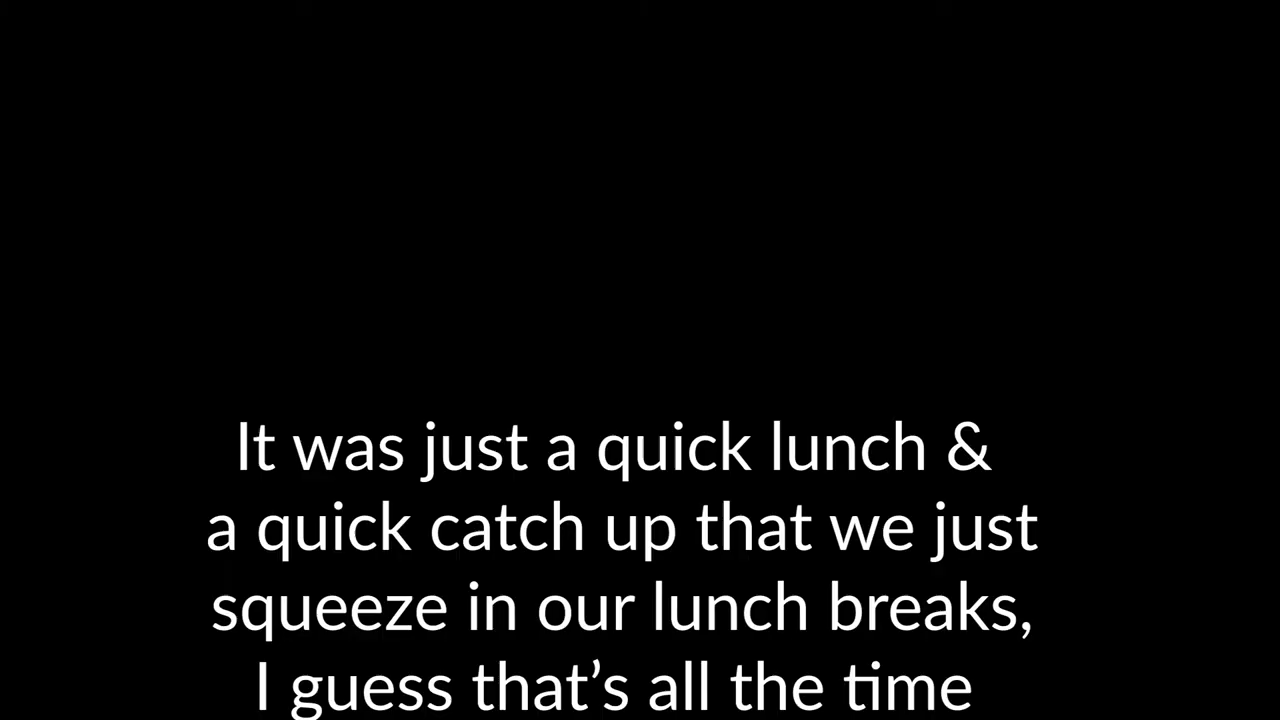 It was just a quick lunch &
a quick catch up that we just
squeeze in our lunch breaks,
I guess that’s all the time